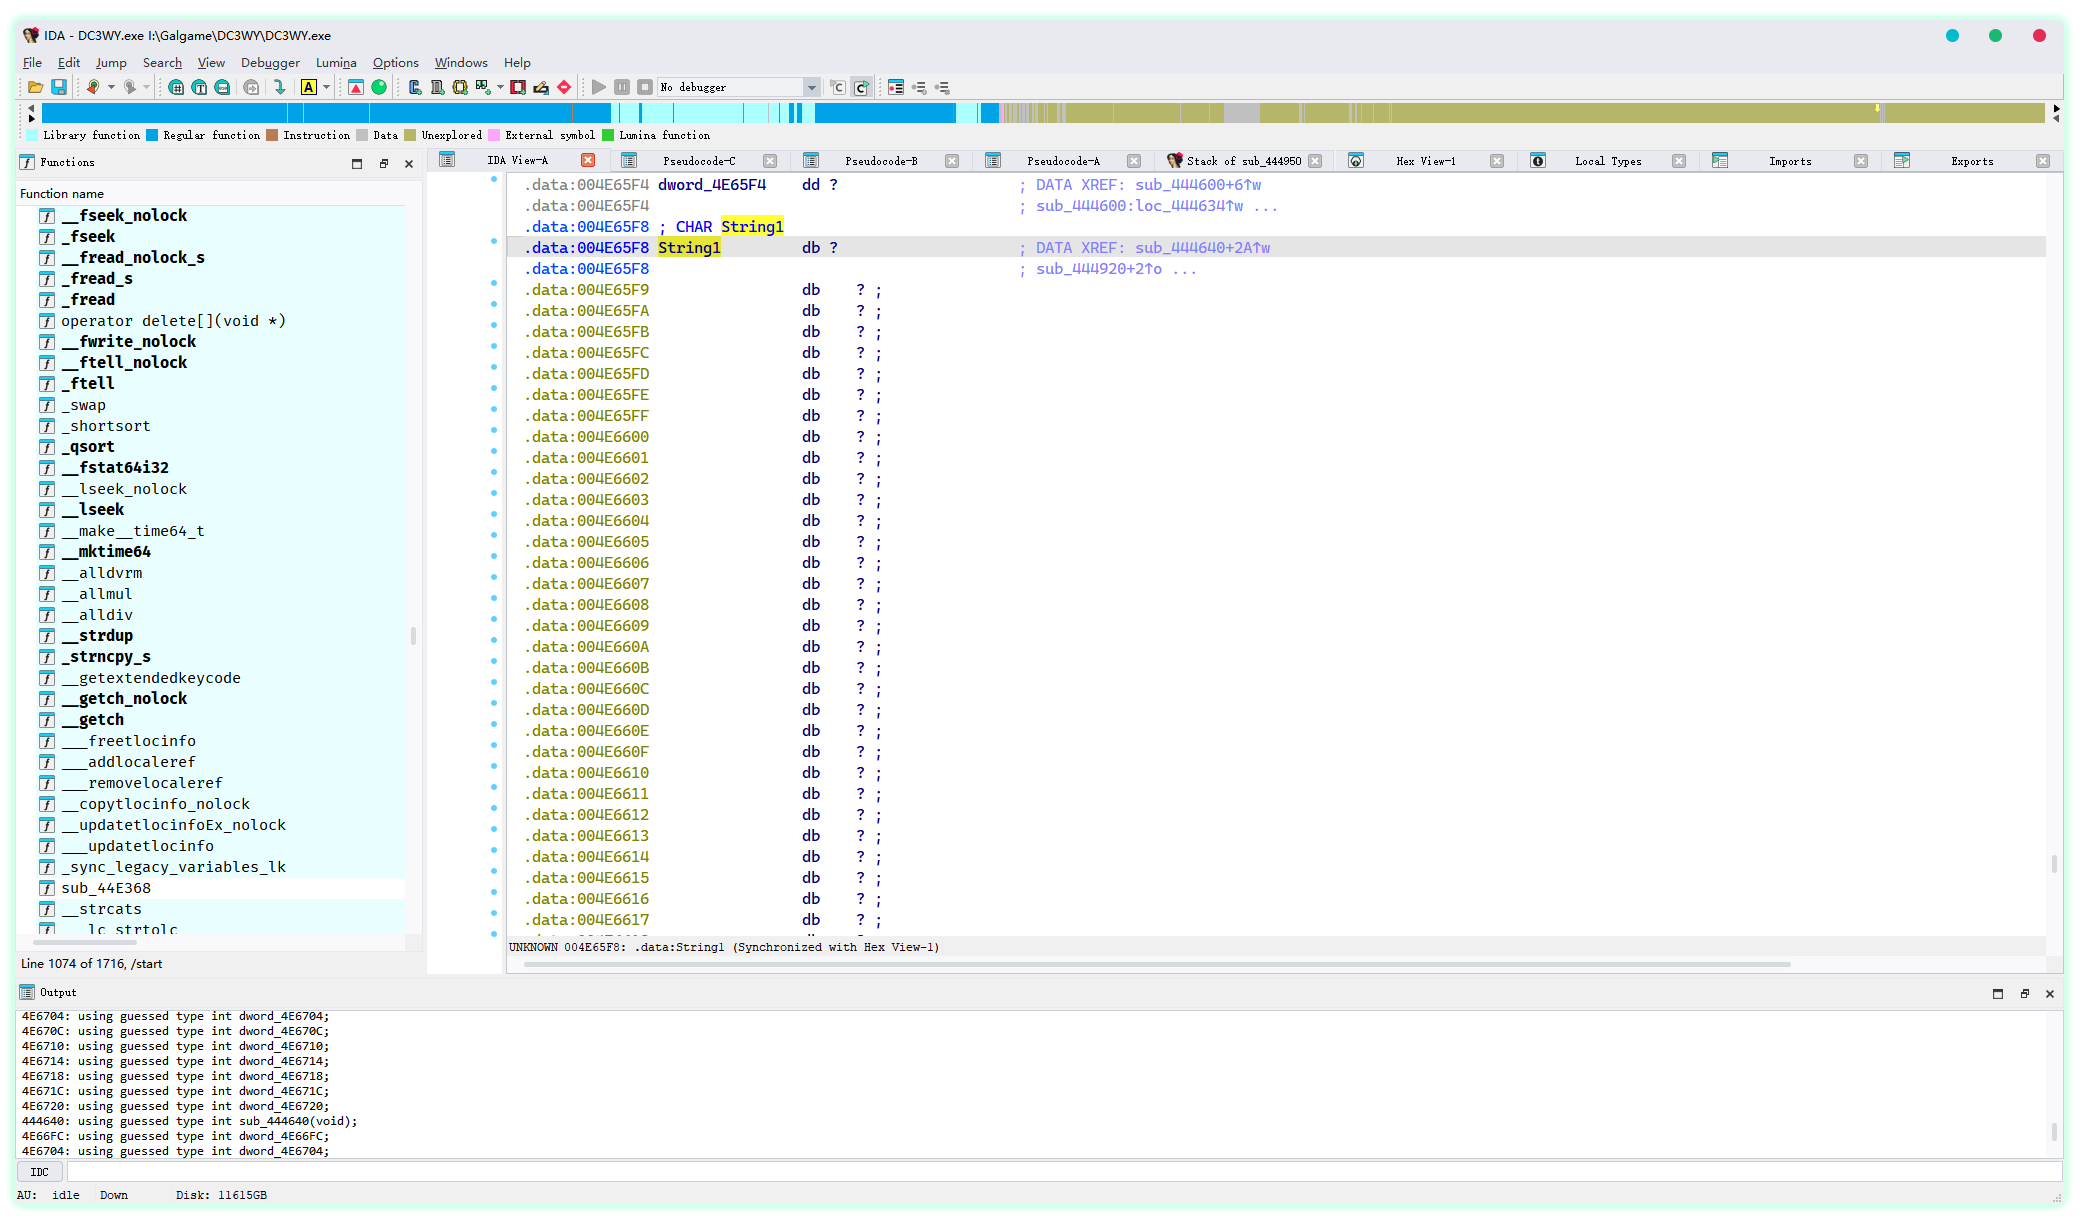 IDA - DC3WY.exe I:\Galgame\DC3WY\DC3WY.exe
File Edit Jump Search View Debugger Lumina Options Windows Help
No debugger
Library function Regular function Instruction Data Unexplored External symbol Lumina function
Functions
IDA View-A Pseudocode-C Pseudocode-B Pseudocode-A Stack of sub_444950 Hex View-1 Local Types Imports Exports
Function name
__fseek_nolock
_fseek
__fread_nolock_s
_fread_s
_fread
operator delete[](void *)
__fwrite_nolock
__ftell_nolock
_ftell
_swap
_shortsort
_qsort
__fstat64i32
__lseek_nolock
__lseek
__make__time64_t
__mktime64
__alldvrm
__allmul
__alldiv
__strdup
_strncpy_s
__getextendedkeycode
__getch_nolock
__getch
___freetlocinfo
___addlocaleref
___removelocaleref
__copytlocinfo_nolock
__updatetlocinfoEx_nolock
___updatetlocinfo
_sync_legacy_variables_lk
sub_44E368
__strcats
__lc_strtolc
Line 1074 of 1716, /start
.data:004E65F4 dword_4E65F4 dd ? ; DATA XREF: sub_444600+6↑w
.data:004E65F4 ; sub_444600:loc_444634↑w ...
.data:004E65F8 ; CHAR String1
.data:004E65F8 String1 db ? ; DATA XREF: sub_444640+2A↑w
.data:004E65F8 ; sub_444920+2↑o ...
.data:004E65F9 db ? ;
.data:004E65FA db ? ;
.data:004E65FB db ? ;
.data:004E65FC db ? ;
.data:004E65FD db ? ;
.data:004E65FE db ? ;
.data:004E65FF db ? ;
.data:004E6600 db ? ;
.data:004E6601 db ? ;
.data:004E6602 db ? ;
.data:004E6603 db ? ;
.data:004E6604 db ? ;
.data:004E6605 db ? ;
.data:004E6606 db ? ;
.data:004E6607 db ? ;
.data:004E6608 db ? ;
.data:004E6609 db ? ;
.data:004E660A db ? ;
.data:004E660B db ? ;
.data:004E660C db ? ;
.data:004E660D db ? ;
.data:004E660E db ? ;
.data:004E660F db ? ;
.data:004E6610 db ? ;
.data:004E6611 db ? ;
.data:004E6612 db ? ;
.data:004E6613 db ? ;
.data:004E6614 db ? ;
.data:004E6615 db ? ;
.data:004E6616 db ? ;
.data:004E6617 db ? ;
UNKNOWN 004E65F8: .data:String1 (Synchronized with Hex View-1)
Output
4E6704: using guessed type int dword_4E6704;
4E670C: using guessed type int dword_4E670C;
4E6710: using guessed type int dword_4E6710;
4E6714: using guessed type int dword_4E6714;
4E6718: using guessed type int dword_4E6718;
4E671C: using guessed type int dword_4E671C;
4E6720: using guessed type int dword_4E6720;
444640: using guessed type int sub_444640(void);
4E66FC: using guessed type int dword_4E66FC;
4E6704: using guessed type int dword_4E6704;
IDC
AU: idle Down Disk: 11615GB